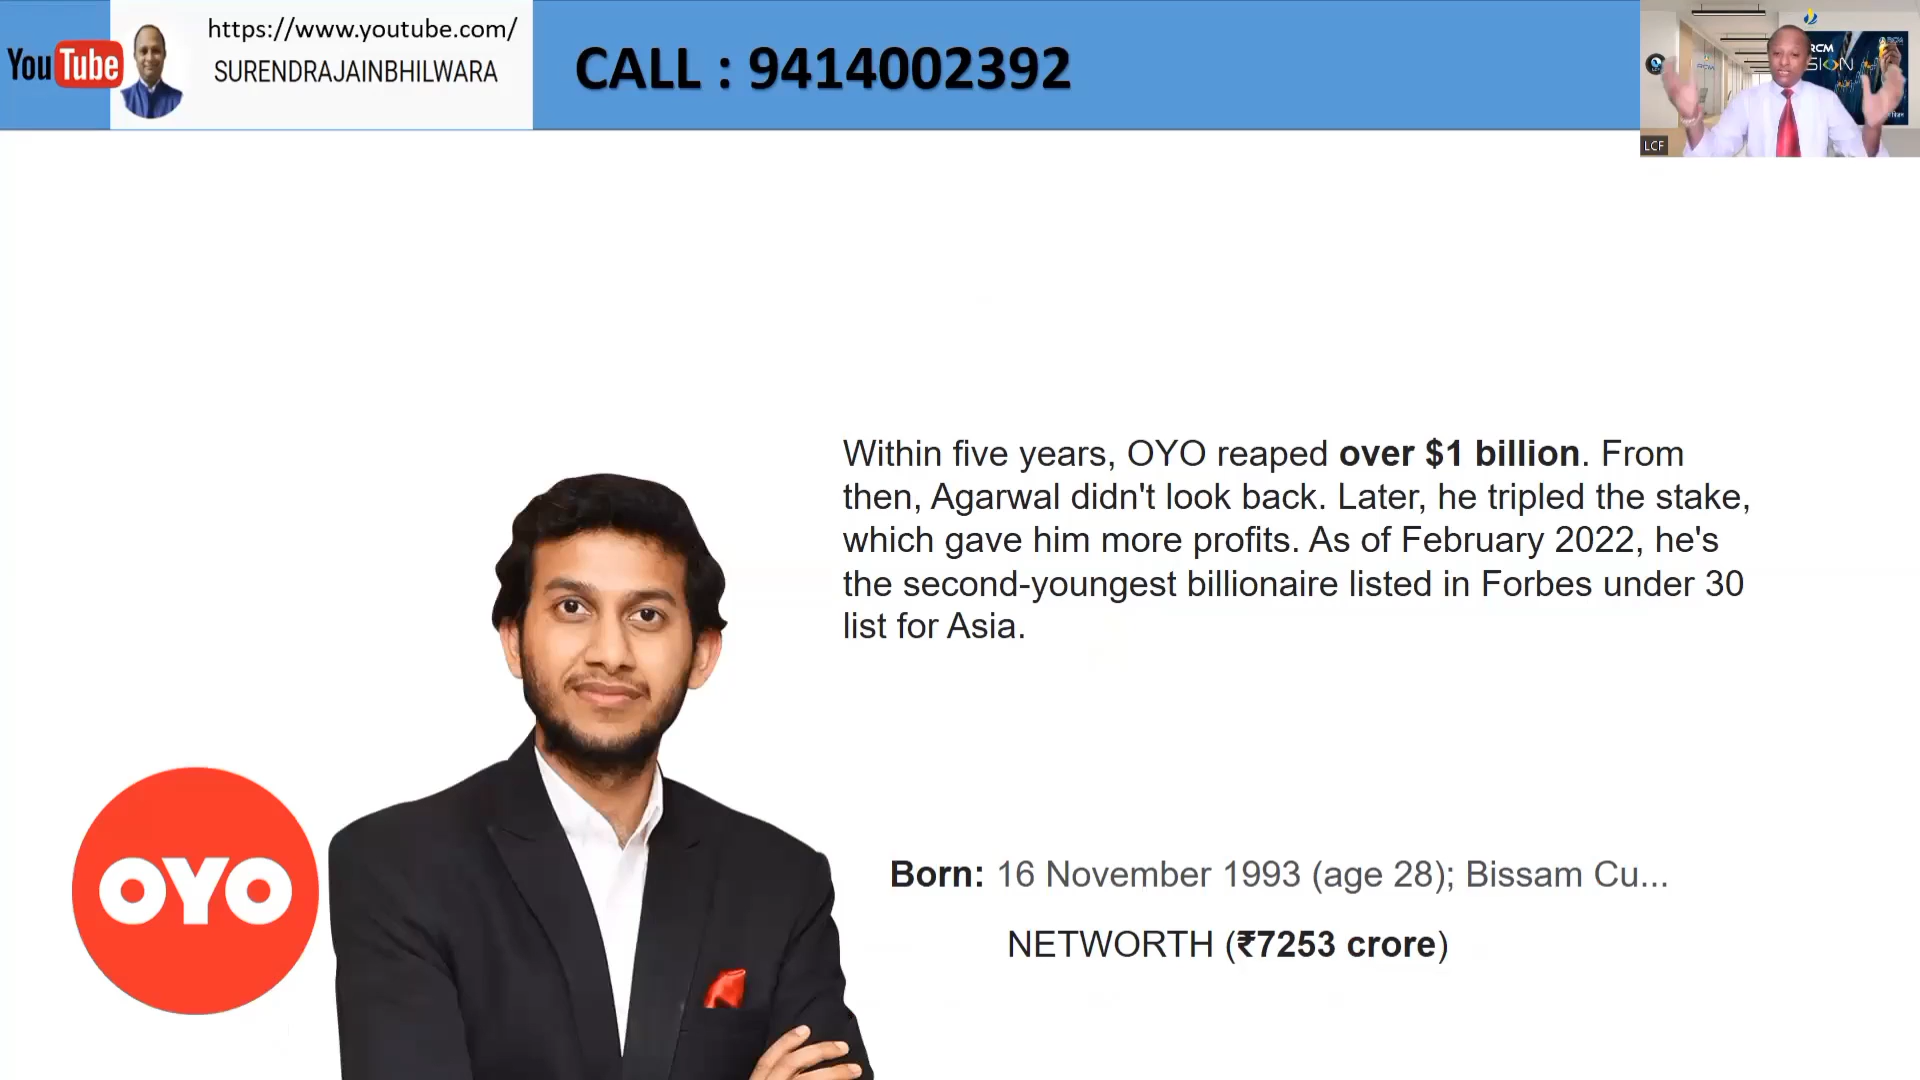 YouTube
https://www.youtube.com/
SURENDRAJAINBHILWARA
CALL : 9414002392
RCM
LCF
Within five years, OYO reaped over $1 billion. From
then, Agarwal didn't look back. Later, he tripled the stake,
which gave him more profits. As of February 2022, he's
the second-youngest billionaire listed in Forbes under 30
list for Asia.
OYO
Born: 16 November 1993 (age 28); Bissam Cu...
NETWORTH (₹7253 crore)